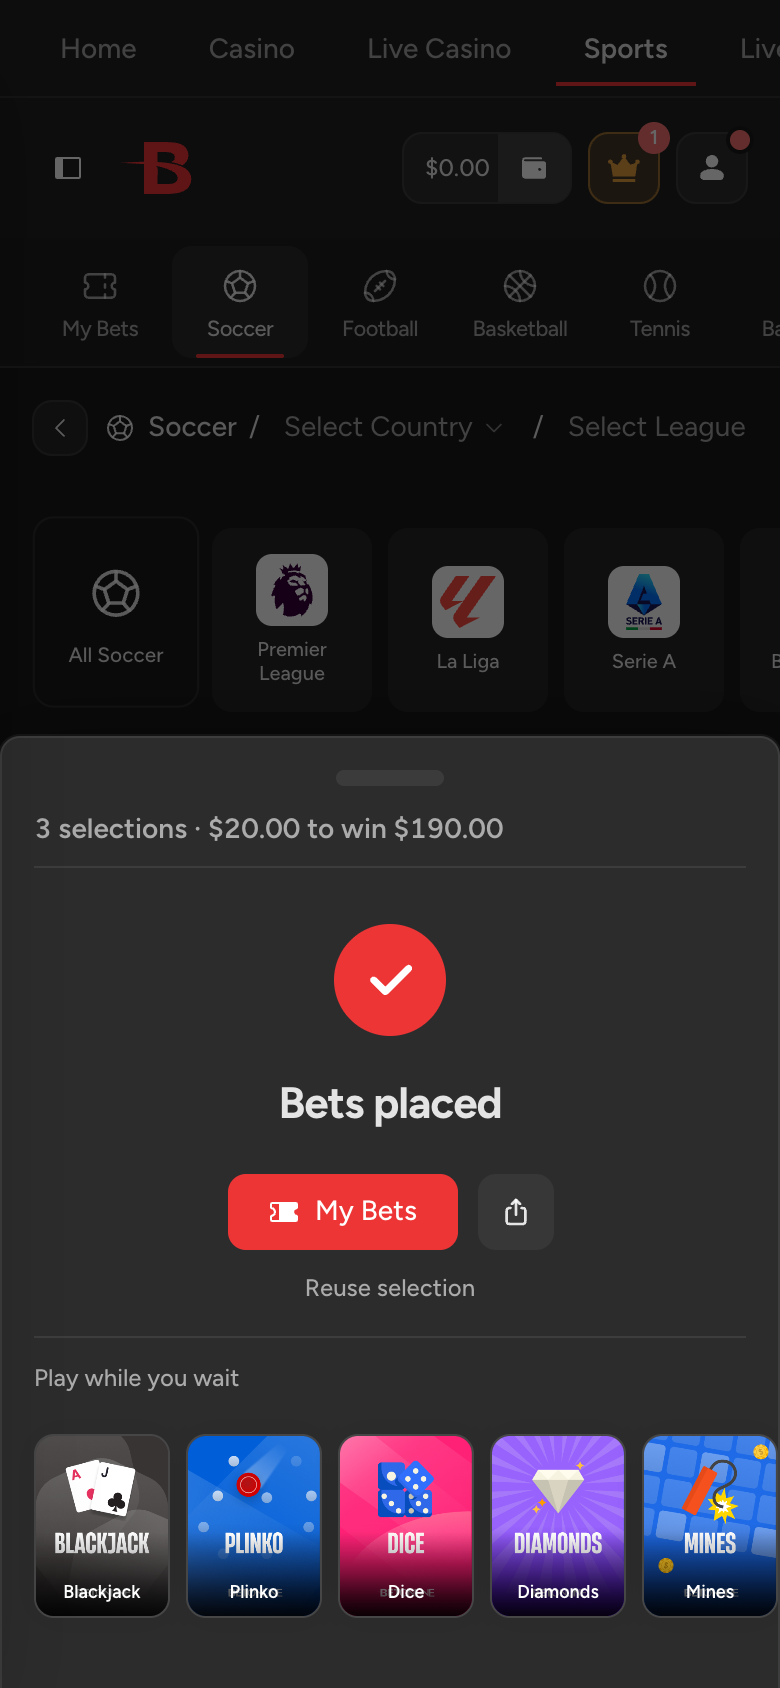 Home Casino Live Casino Sports Live
B
$0.00 1
My Bets Soccer Football Basketball Tennis Ba
Soccer / Select Country / Select League
SERIE A
All Soccer Premier League La Liga Serie A B
3 selections · $20.00 to win $190.00
Bets placed
My Bets
Reuse selection
Play while you wait
A J
BLACKJACK PLINKO DICE DIAMONDS MINES
Blackjack Plinko Dice Diamonds Mines